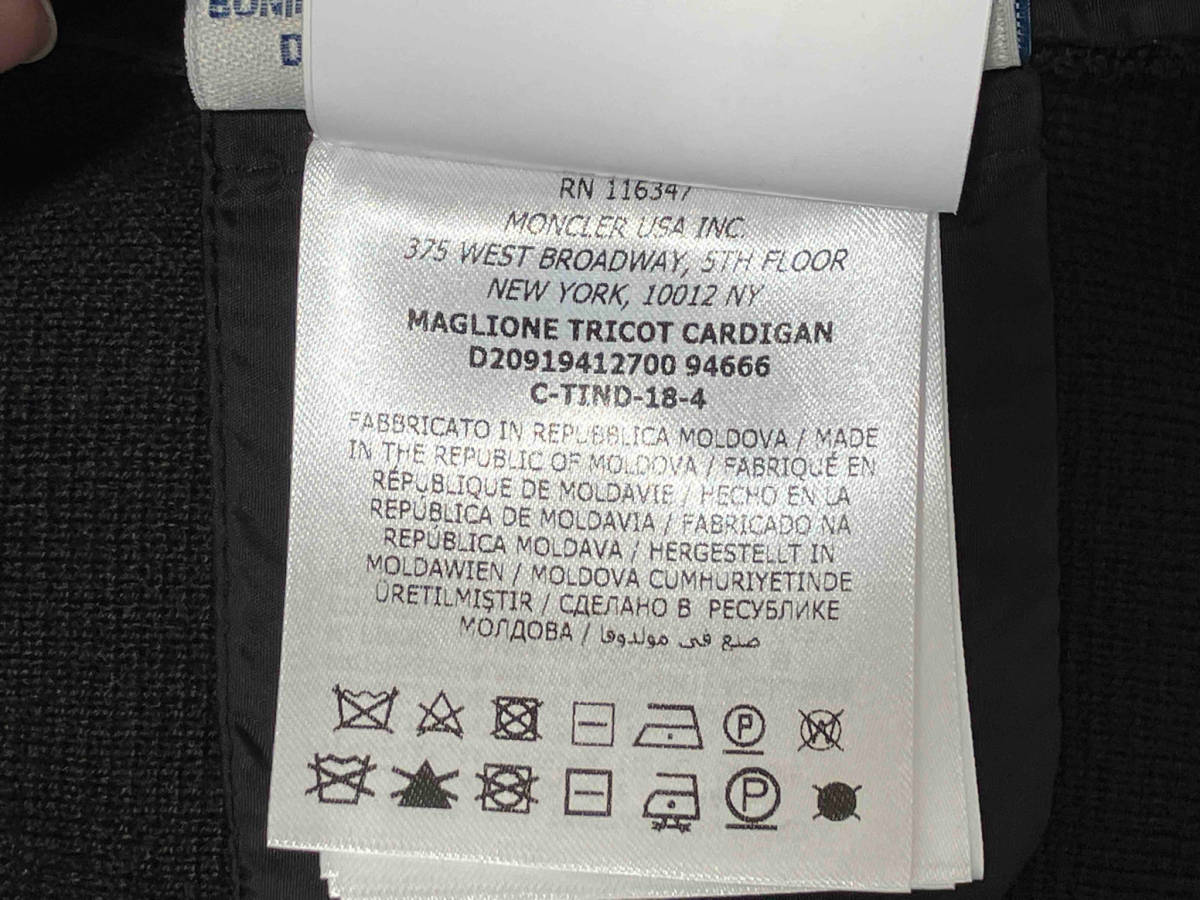 RN 116347
MONCLER USA INC.
375 WEST BROADWAY, 5TH FLOOR
NEW YORK, 10012 NY
MAGLIONE TRICOT CARDIGAN
D20919412700 94666
C-TIND-18-4
FABBRICATO IN REPUBBLICA MOLDOVA / MADE
IN THE REPUBLIC OF MOLDOVA / FABRIQUÉ EN
RÉPUBLIQUE DE MOLDAVIE / HECHO EN LA
REPÚBLICA DE MOLDAVIA / FABRICADO NA
REPÚBLICA MOLDAVA / HERGESTELLT IN
MOLDAWIEN / MOLDOVA CUMHURIYETINDE
ÜRETILMIŞTIR / СДЕЛАНО В РЕСУБЛИКЕ
МОЛДОВА / صنع في مولدوفا
P W
P